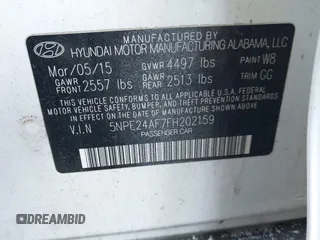 MANUFACTURED BY
HYUNDAI MOTOR MANUFACTURING ALABAMA, LLC
Mar/05/15 GVWR 4497 lbs PAINT W8
GAWR FRONT 2557 lbs GAWR REAR 2513 lbs TRIM GG
THIS VEHICLE CONFORMS TO ALL APPLICABLE FEDERAL MOTOR
VEHICLE SAFETY, BUMPER, AND THEFT PREVENTION STANDARDS
IN EFFECT ON THE DATE OF MANUFACTURE SHOWN ABOVE.
V.I.N 5NPE24AF7FH202159
PASSENGER CAR
DREAMBID
DREAMBID